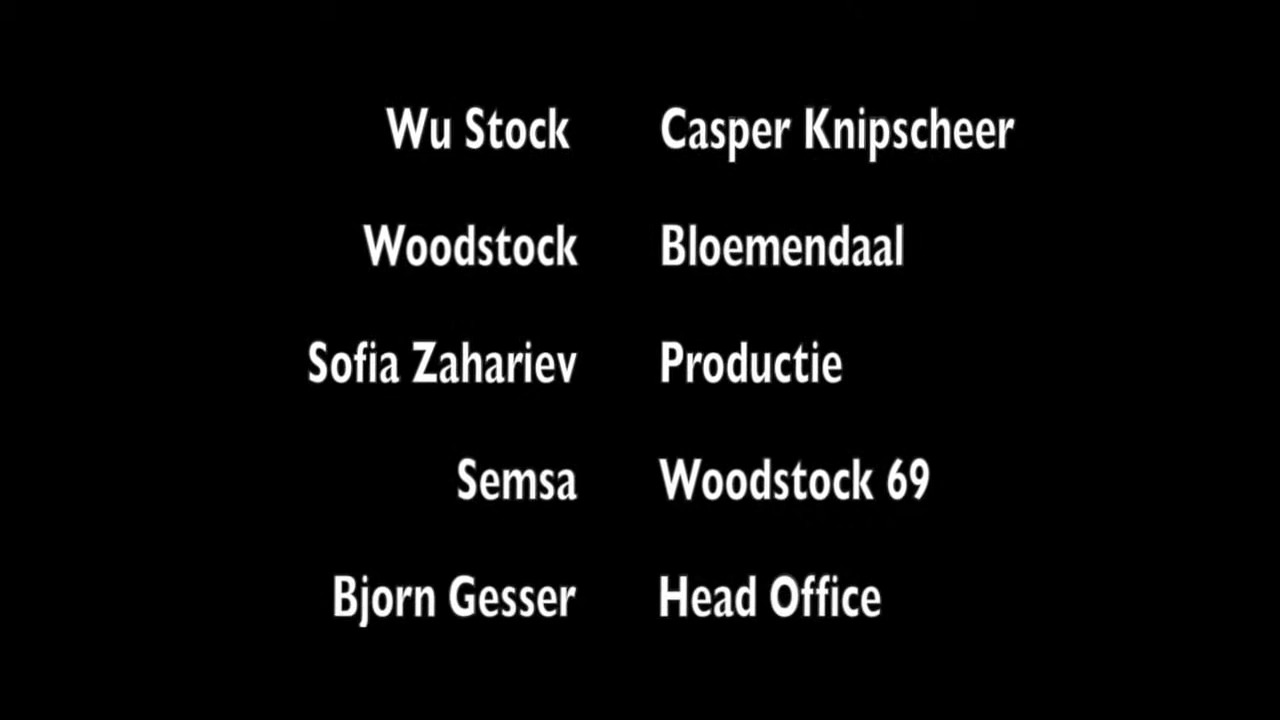 Wu Stock Casper Knipscheer
Woodstock Bloemendaal
Sofia Zahariev Productie
Semsa Woodstock 69
Bjorn Gesser Head Office